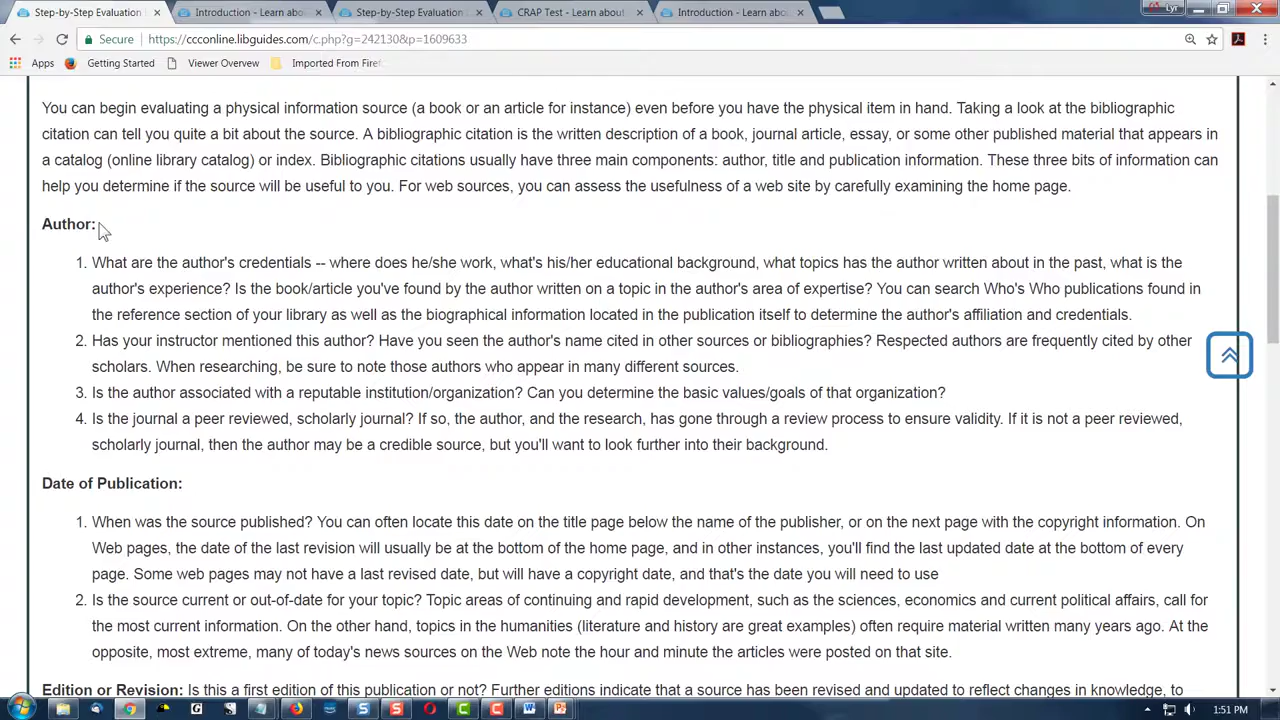 Step-by-Step Evaluation
Introduction - Learn abou
Step-by-Step Evaluation
CRAP Test - Learn about
Introduction - Learn abou
Lyr
Secure
https://ccconline.libguides.com/c.php?g=242130&p=1609633
Apps
Getting Started
Viewer Overvew
Imported From Firef
You can begin evaluating a physical information source (a book or an article for instance) even before you have the physical item in hand. Taking a look at the bibliographic
citation can tell you quite a bit about the source. A bibliographic citation is the written description of a book, journal article, essay, or some other published material that appears in
a catalog (online library catalog) or index. Bibliographic citations usually have three main components: author, title and publication information. These three bits of information can
help you determine if the source will be useful to you. For web sources, you can assess the usefulness of a web site by carefully examining the home page.
Author:
1. What are the author's credentials -- where does he/she work, what's his/her educational background, what topics has the author written about in the past, what is the
author's experience? Is the book/article you've found by the author written on a topic in the author's area of expertise? You can search Who's Who publications found in
the reference section of your library as well as the biographical information located in the publication itself to determine the author's affiliation and credentials.
2. Has your instructor mentioned this author? Have you seen the author's name cited in other sources or bibliographies? Respected authors are frequently cited by other
scholars. When researching, be sure to note those authors who appear in many different sources.
3. Is the author associated with a reputable institution/organization? Can you determine the basic values/goals of that organization?
4. Is the journal a peer reviewed, scholarly journal? If so, the author, and the research, has gone through a review process to ensure validity. If it is not a peer reviewed,
scholarly journal, then the author may be a credible source, but you'll want to look further into their background.
Date of Publication:
1. When was the source published? You can often locate this date on the title page below the name of the publisher, or on the next page with the copyright information. On
Web pages, the date of the last revision will usually be at the bottom of the home page, and in other instances, you'll find the last updated date at the bottom of every
page. Some web pages may not have a last revised date, but will have a copyright date, and that's the date you will need to use
2. Is the source current or out-of-date for your topic? Topic areas of continuing and rapid development, such as the sciences, economics and current political affairs, call for
the most current information. On the other hand, topics in the humanities (literature and history are great examples) often require material written many years ago. At the
opposite, most extreme, many of today's news sources on the Web note the hour and minute the articles were posted on that site.
Edition or Revision: Is this a first edition of this publication or not? Further editions indicate that a source has been revised and updated to reflect changes in knowledge, to
1:51 PM